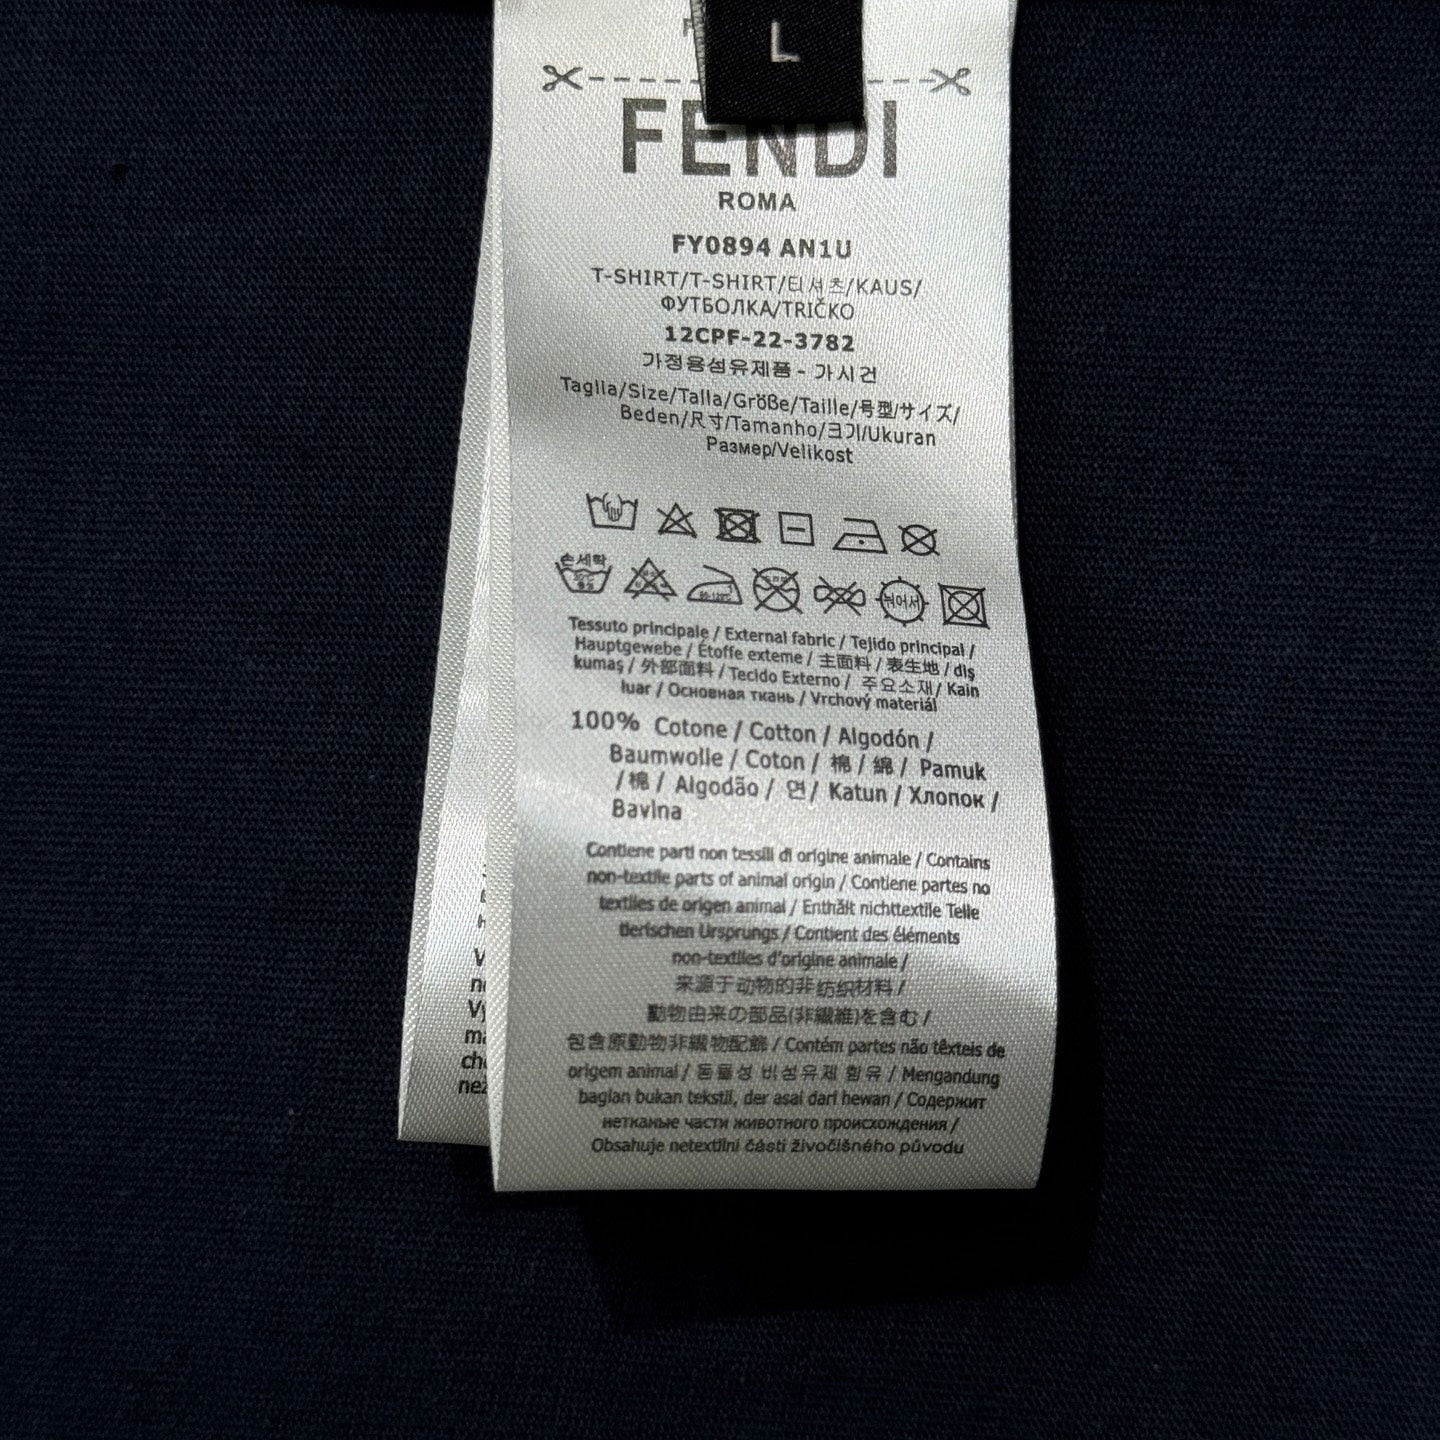 L
FENDI
ROMA
FY0894 AN1U
T-SHIRT/T-SHIRT/티셔츠/KAUS/
ФУТБОЛКА/TRIČKO
12CPF-22-3782
가정용섬유제품 - 가시건
Taglla/Size/Talla/Größe/Taille/号型/サイズ/
Beden/尺寸/Tamanho/크기/Ukuran
Размер/Velikost
손세탁
Tessuto principale / External fabric / Tejido principal /
Hauptgewebe / Étoffe externe / 主面料 / 表生地 / diş
kumaş / 外部面料 / Tecido Externo / 주요소재/ Kain
luar / Основная ткань / Vrchový materiál
100% Cotone / Cotton / Algodón /
Baumwolle / Coton / 棉 / 綿 / Pamuk
/ 棉 / Algodão / 면 / Katun / Хлопок /
Bavlna
Contiene parti non tessili di origine animale / Contains
non-textile parts of animal origin / Contiene partes no
textiles de origen animal / Enthält nichttextile Teile
tierischen Ursprungs / Contient des éléments
non-textiles d'origine animale /
来源于动物的非纺织材料 /
動物由来の部品(非繊維)を含む /
包含原動物非織物配飾 / Contém partes não têxteis de
origem animal / 동물성 비섬유제 함유 / Mengandung
bagian bukan tekstil, der asai dari hewan / Содержит
нетканые части животного происхождения /
Obsahuje netextilní části živočišného původu